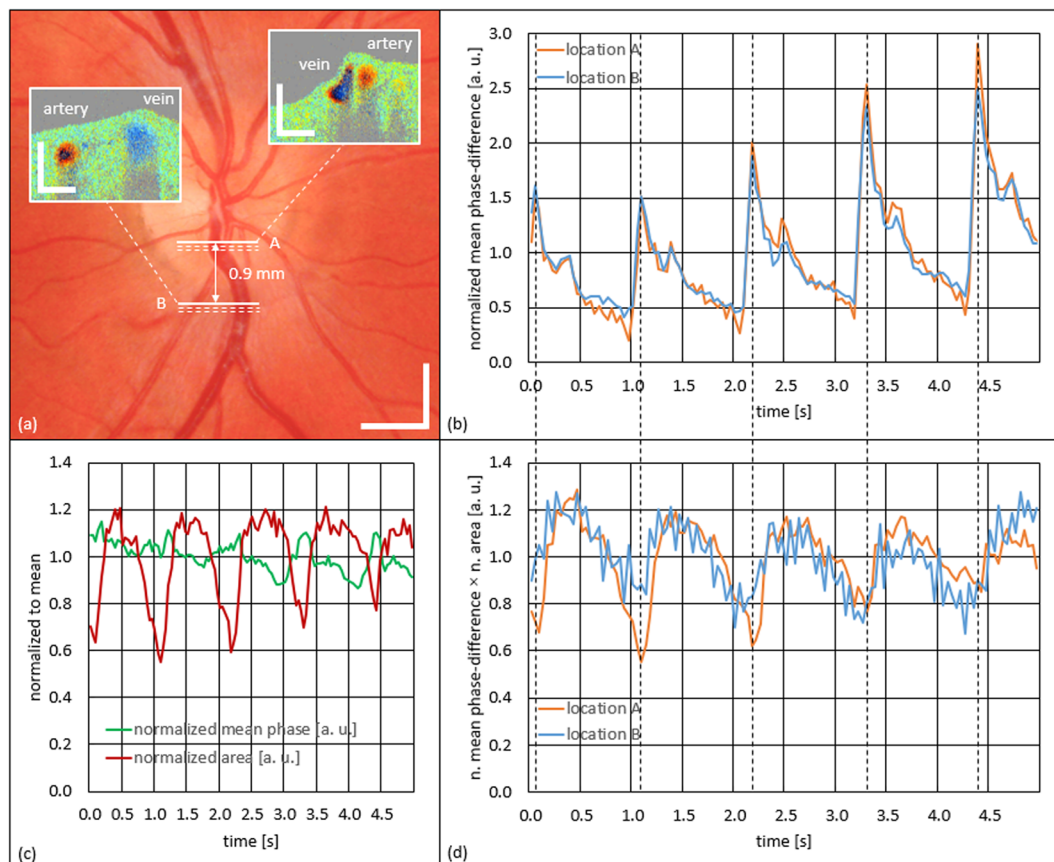 artery
vein
artery
vein
A
0.9 mm
B
(a)
normalized mean phase-difference [a. u.]
3.0
2.5
2.0
1.5
1.0
0.5
0.0
location A
location B
0.0 0.5 1.0 1.5 2.0 2.5 3.0 3.5 4.0 4.5
time [s]
(b)
normalized to mean
1.4
1.2
1.0
0.8
0.6
0.4
0.2
0.0
normalized mean phase [a. u.]
normalized area [a. u.]
0.0 0.5 1.0 1.5 2.0 2.5 3.0 3.5 4.0 4.5
time [s]
(c)
n. mean phase-difference × n. area [a. u.]
1.4
1.2
1.0
0.8
0.6
0.4
0.2
0.0
location A
location B
0.0 0.5 1.0 1.5 2.0 2.5 3.0 3.5 4.0 4.5
time [s]
(d)